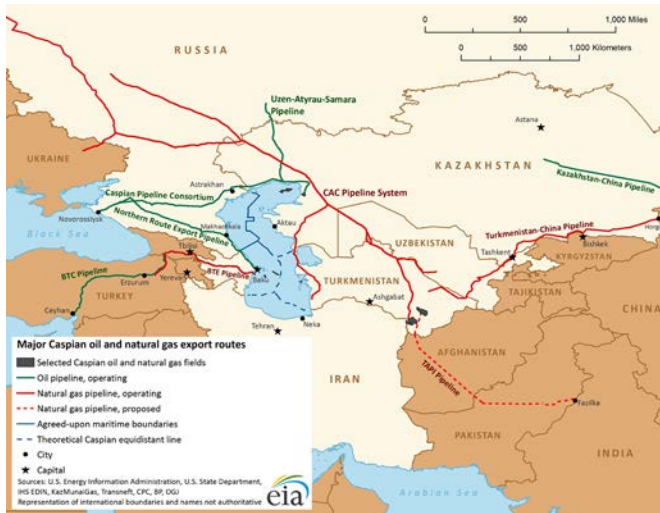 0 500 1,000 Miles
0 500 1,000 Kilometers
RUSSIA
Uzen-Atyrau-Samara
Pipeline
Astana
UKRAINE
KAZAKHSTAN
Kazakhstan-China Pipeline
Astrakhan
CAC Pipeline System
Caspian Pipeline Consortium
Novorossiysk
Northern Route Export Pipeline
Aktau
Makhachkala
Turkmenistan-China Pipeline
Black Sea
UZBEKISTAN
Tashkent
Bishkek
KYRGYZSTAN
Tbilisi
BTC Pipeline
BTE Pipeline
Baku
TURKMENISTAN
Erzurum
Yerevan
TURKEY
Ashgabat
TAJIKISTAN
CHINA
Ceyhan
Neka
Tehran
Major Caspian oil and natural gas export routes
Selected Caspian oil and natural gas fields
Oil pipeline, operating
Natural gas pipeline, operating
Natural gas pipeline, proposed
Agreed-upon maritime boundaries
Theoretical Caspian equidistant line
City
Capital
Sources: U.S. Energy Information Administration, U.S. State Department,
IHS EDIN, KazMunaiGas, Transneft, CPC, BP, OGJ
Representation of international boundaries and names not authoritative
eia
IRAN
AFGHANISTAN
TAPI Pipeline
Fazilka
PAKISTAN
INDIA
Arabian Sea